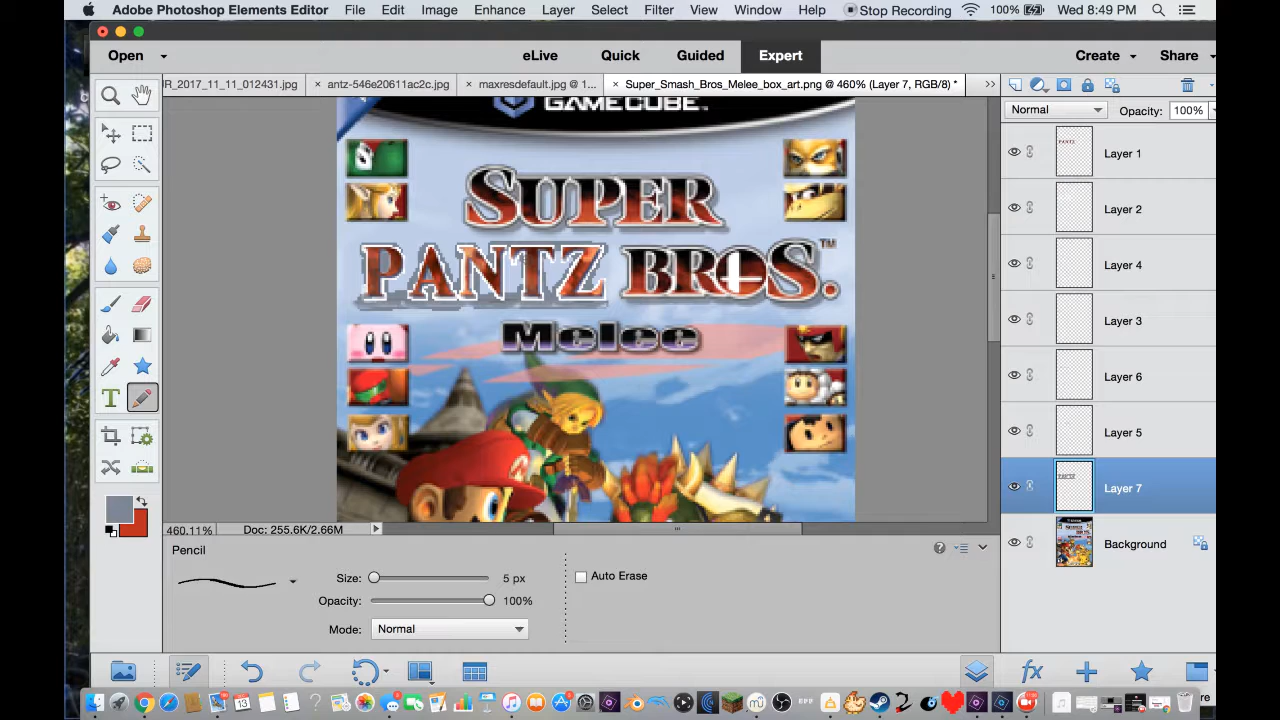 Adobe Photoshop Elements Editor File Edit Image Enhance Layer Select Filter View Window Help Stop Recording 100% Wed 8:49 PM
Open eLive Quick Guided Expert Create Share
R_2017_11_11_012431.jpg × antz-546e20611ac2c.jpg × maxresdefault.jpg @ 1... × Super_Smash_Bros_Melee_box_art.png @ 460% (Layer 7, RGB/8) * >>
Normal Opacity: 100%
GAMECUBE™
SUPER
PANTZ BROS.™
Melee
Layer 1
Layer 2
Layer 4
Layer 3
Layer 6
Layer 5
Layer 7
Background
460.11% Doc: 255.6K/2.66M
Pencil
Size: 5 px
Auto Erase
Opacity: 100%
Mode: Normal
fx